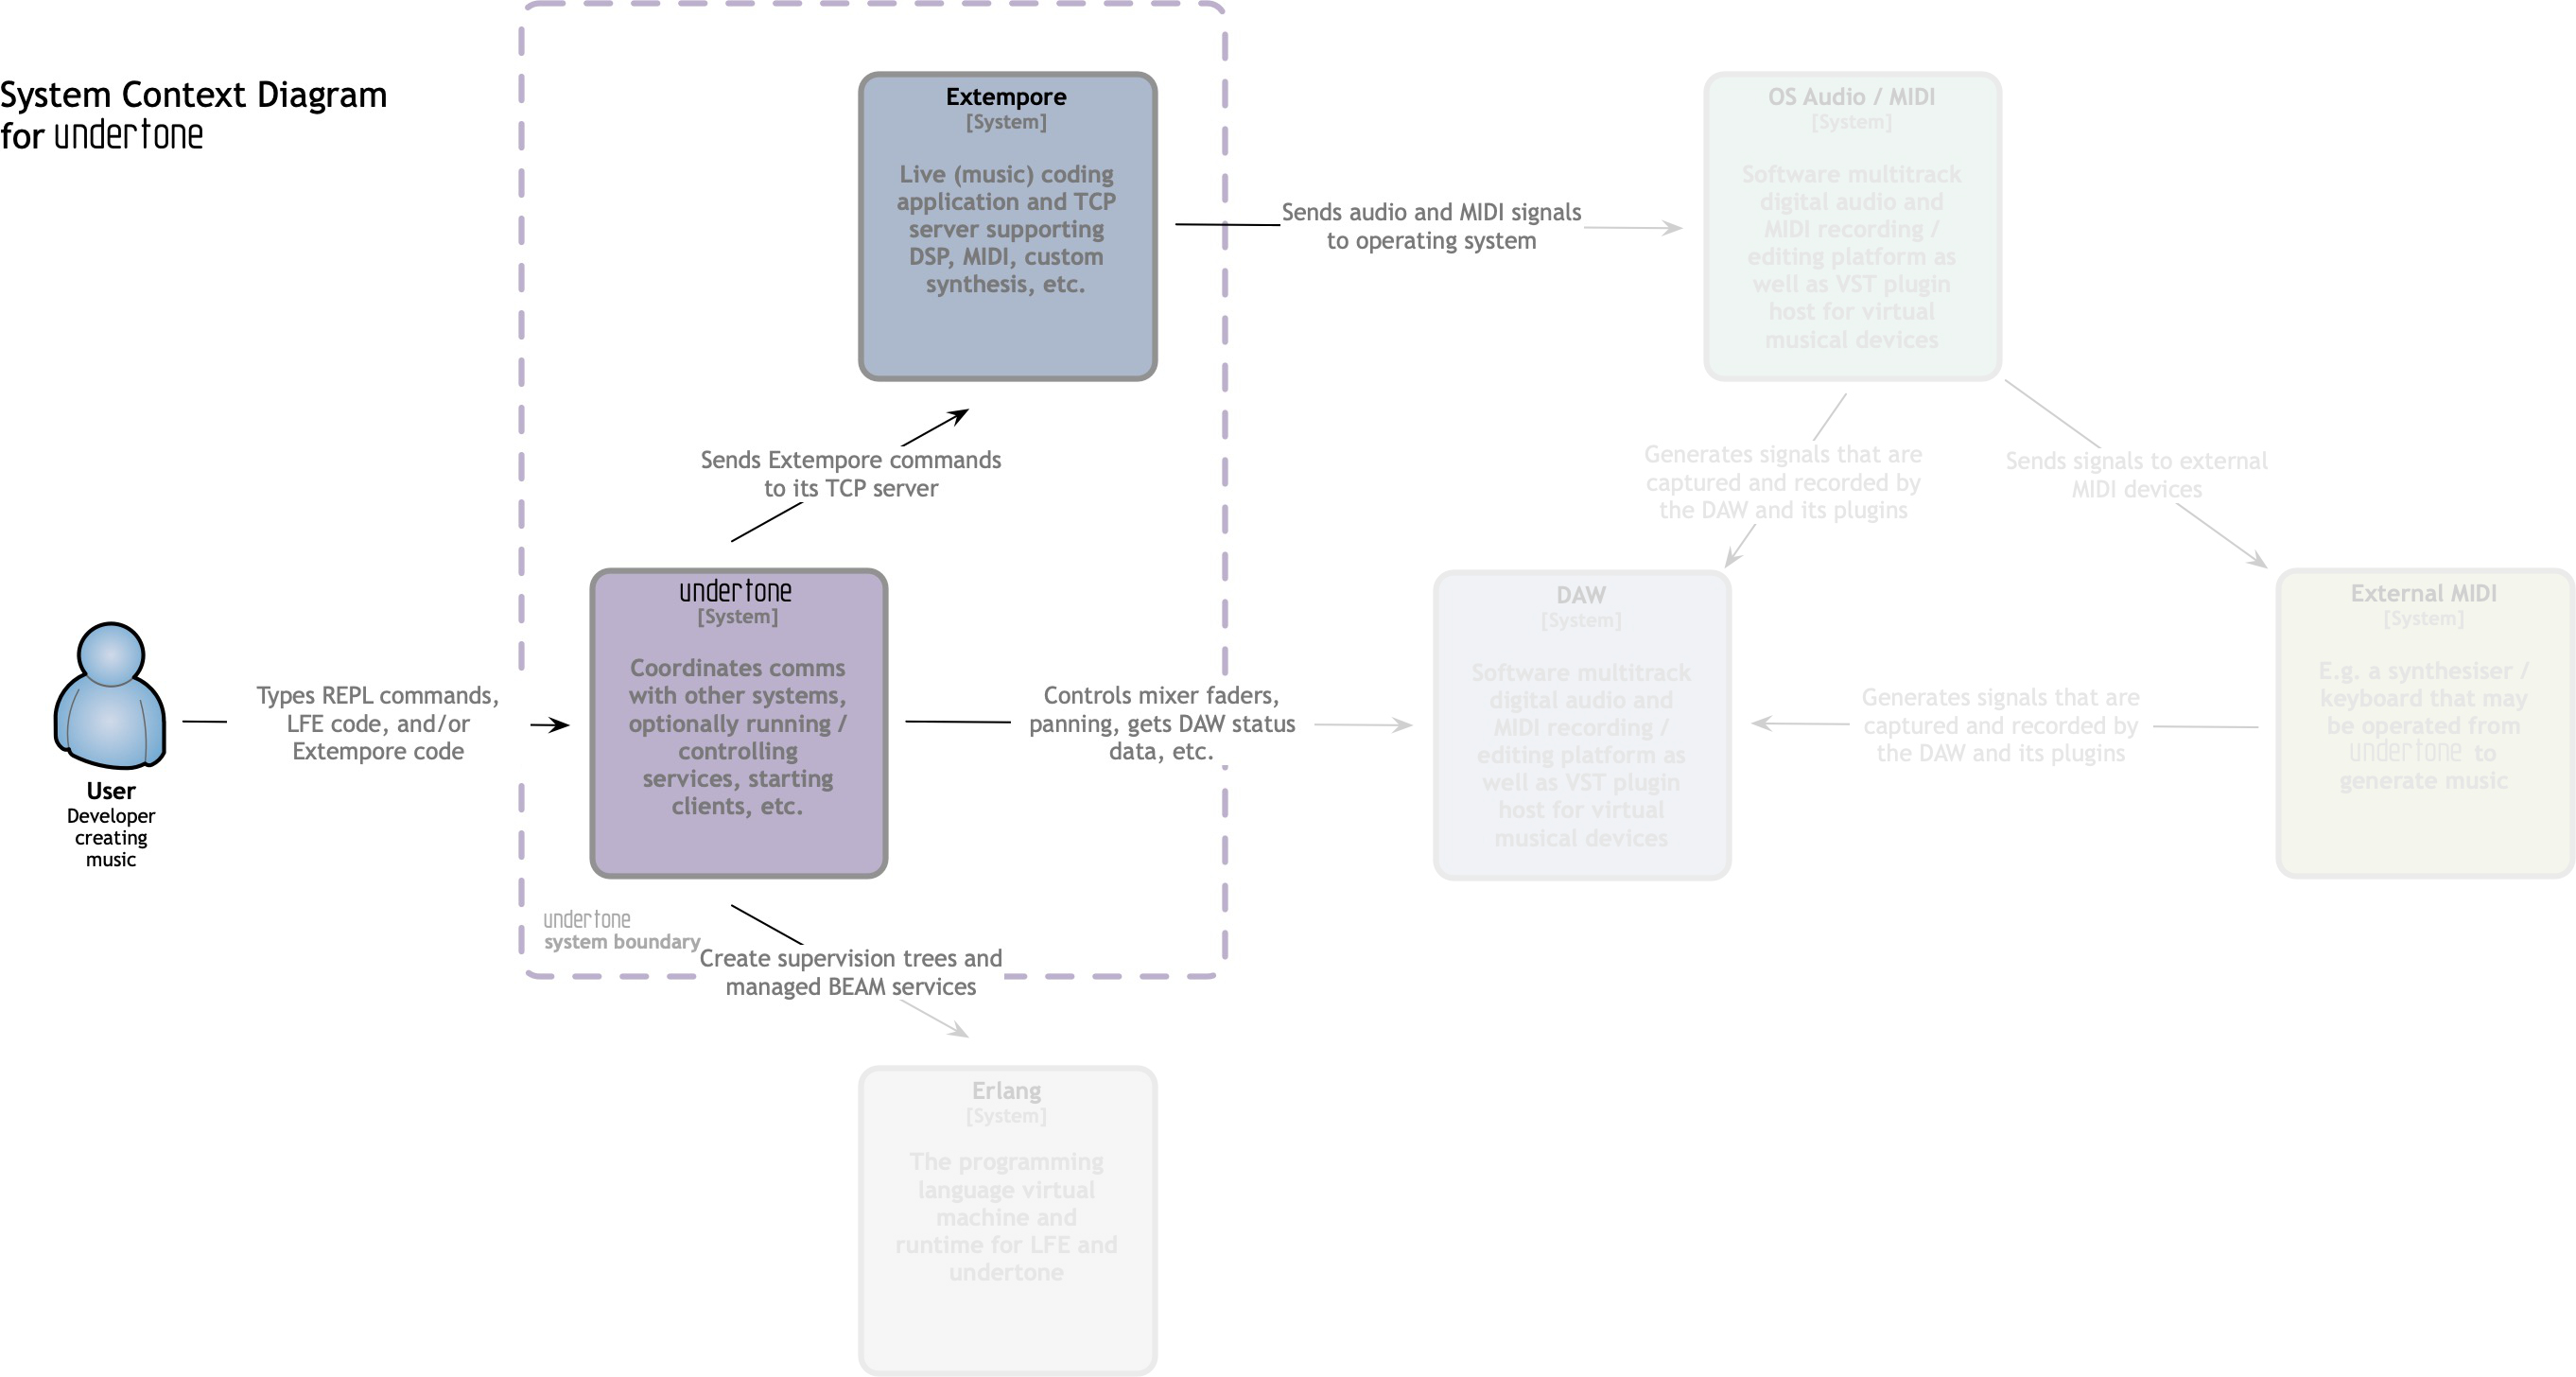 System Context Diagram
for undertone
Extempore
[System]
Live (music) coding
application and TCP
server supporting
DSP, MIDI, custom
synthesis, etc.
Sends audio and MIDI signals
to operating system
OS Audio / MIDI
[System]
Software multitrack
digital audio and
MIDI recording /
editing platform as
well as VST plugin
host for virtual
musical devices
Sends Extempore commands
to its TCP server
Generates signals that are
captured and recorded by
the DAW and its plugins
Sends signals to external
MIDI devices
User
Developer
creating
music
Types REPL commands,
LFE code, and/or
Extempore code
undertone
[System]
Coordinates comms
with other systems,
optionally running /
controlling
services, starting
clients, etc.
Controls mixer faders,
panning, gets DAW status
data, etc.
DAW
[System]
Software multitrack
digital audio and
MIDI recording /
editing platform as
well as VST plugin
host for virtual
musical devices
Generates signals that are
captured and recorded by
the DAW and its plugins
External MIDI
[System]
E.g. a synthesiser /
keyboard that may
be operated from
undertone to
generate music
undertone
system boundary
Create supervision trees and
managed BEAM services
Erlang
[System]
The programming
language virtual
machine and
runtime for LFE and
undertone